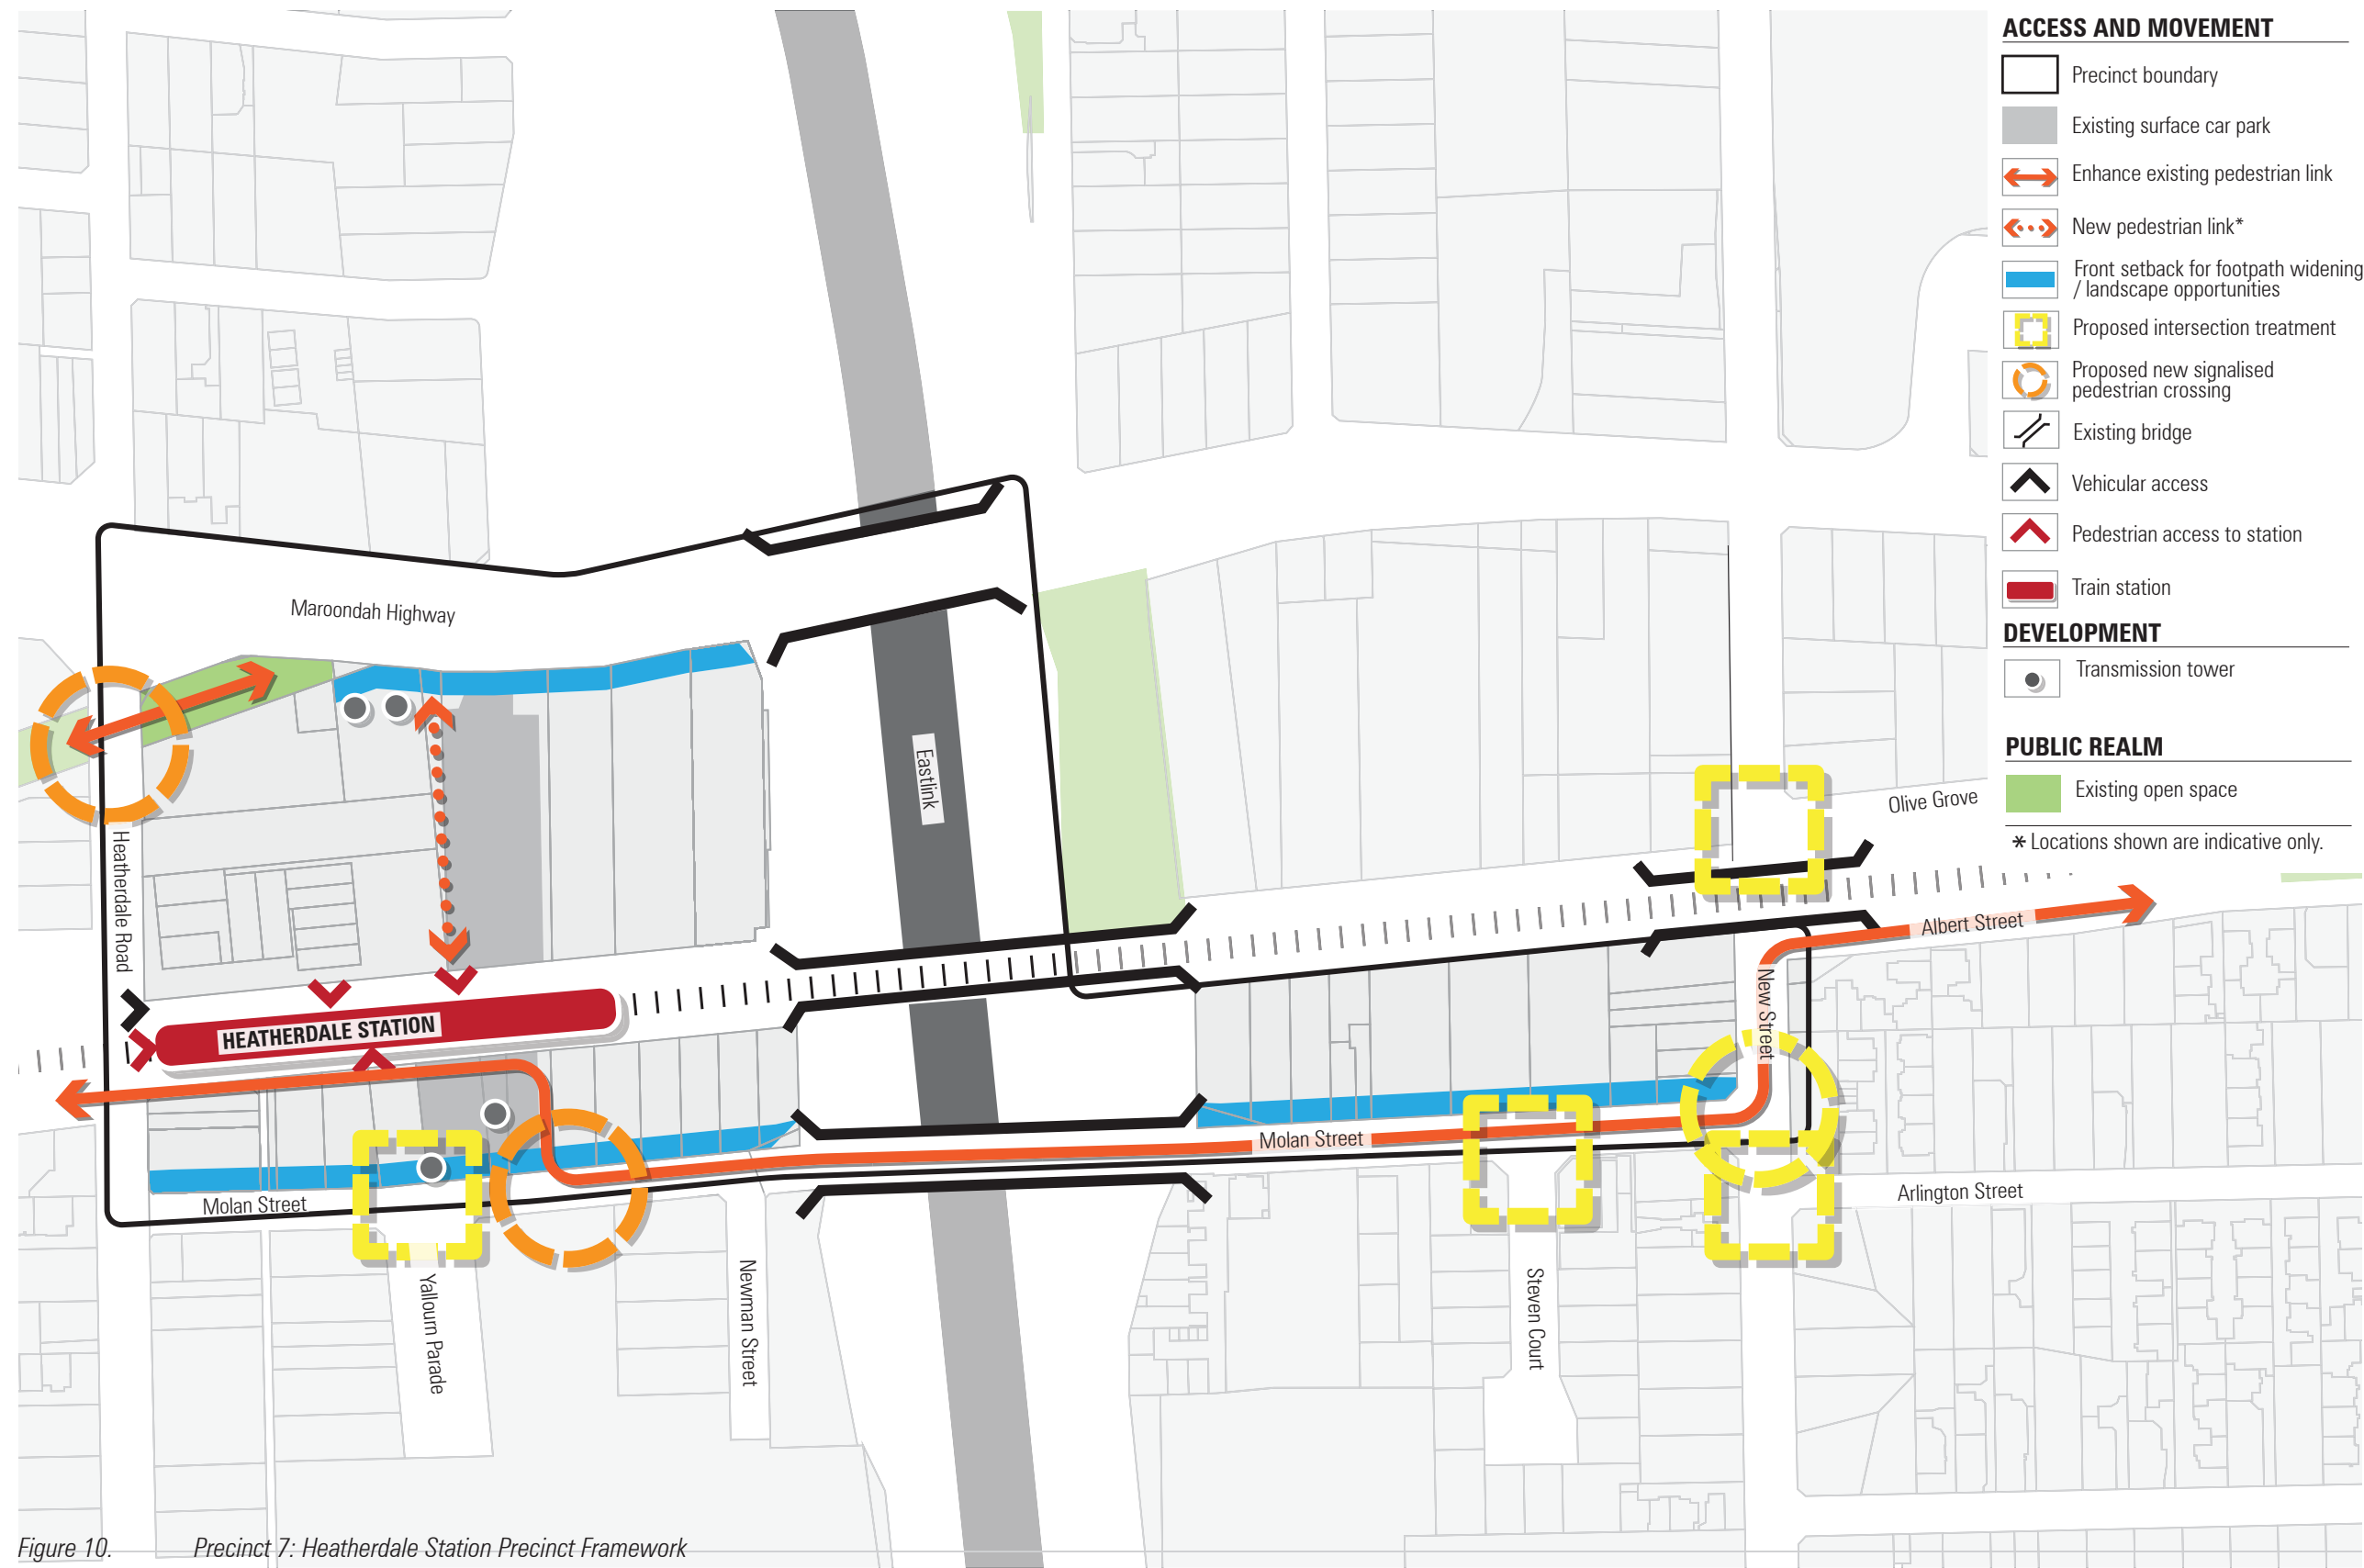 ACCESS AND MOVEMENT
Precinct boundary
Existing surface car park
Enhance existing pedestrian link
New pedestrian link*
Front setback for footpath widening
/ landscape opportunities
Proposed intersection treatment
Proposed new signalised
pedestrian crossing
Existing bridge
Vehicular access
Pedestrian access to station
Train station
DEVELOPMENT
Transmission tower
PUBLIC REALM
Existing open space
* Locations shown are indicative only.
Maroondah Highway
Eastlink
Heatherdale Road
Olive Grove
Albert Street
New Street
HEATHERDALE STATION
Molan Street
Molan Street
Arlington Street
Yallourn Parade
Newman Street
Steven Court
Figure 10. Precinct 7: Heatherdale Station Precinct Framework